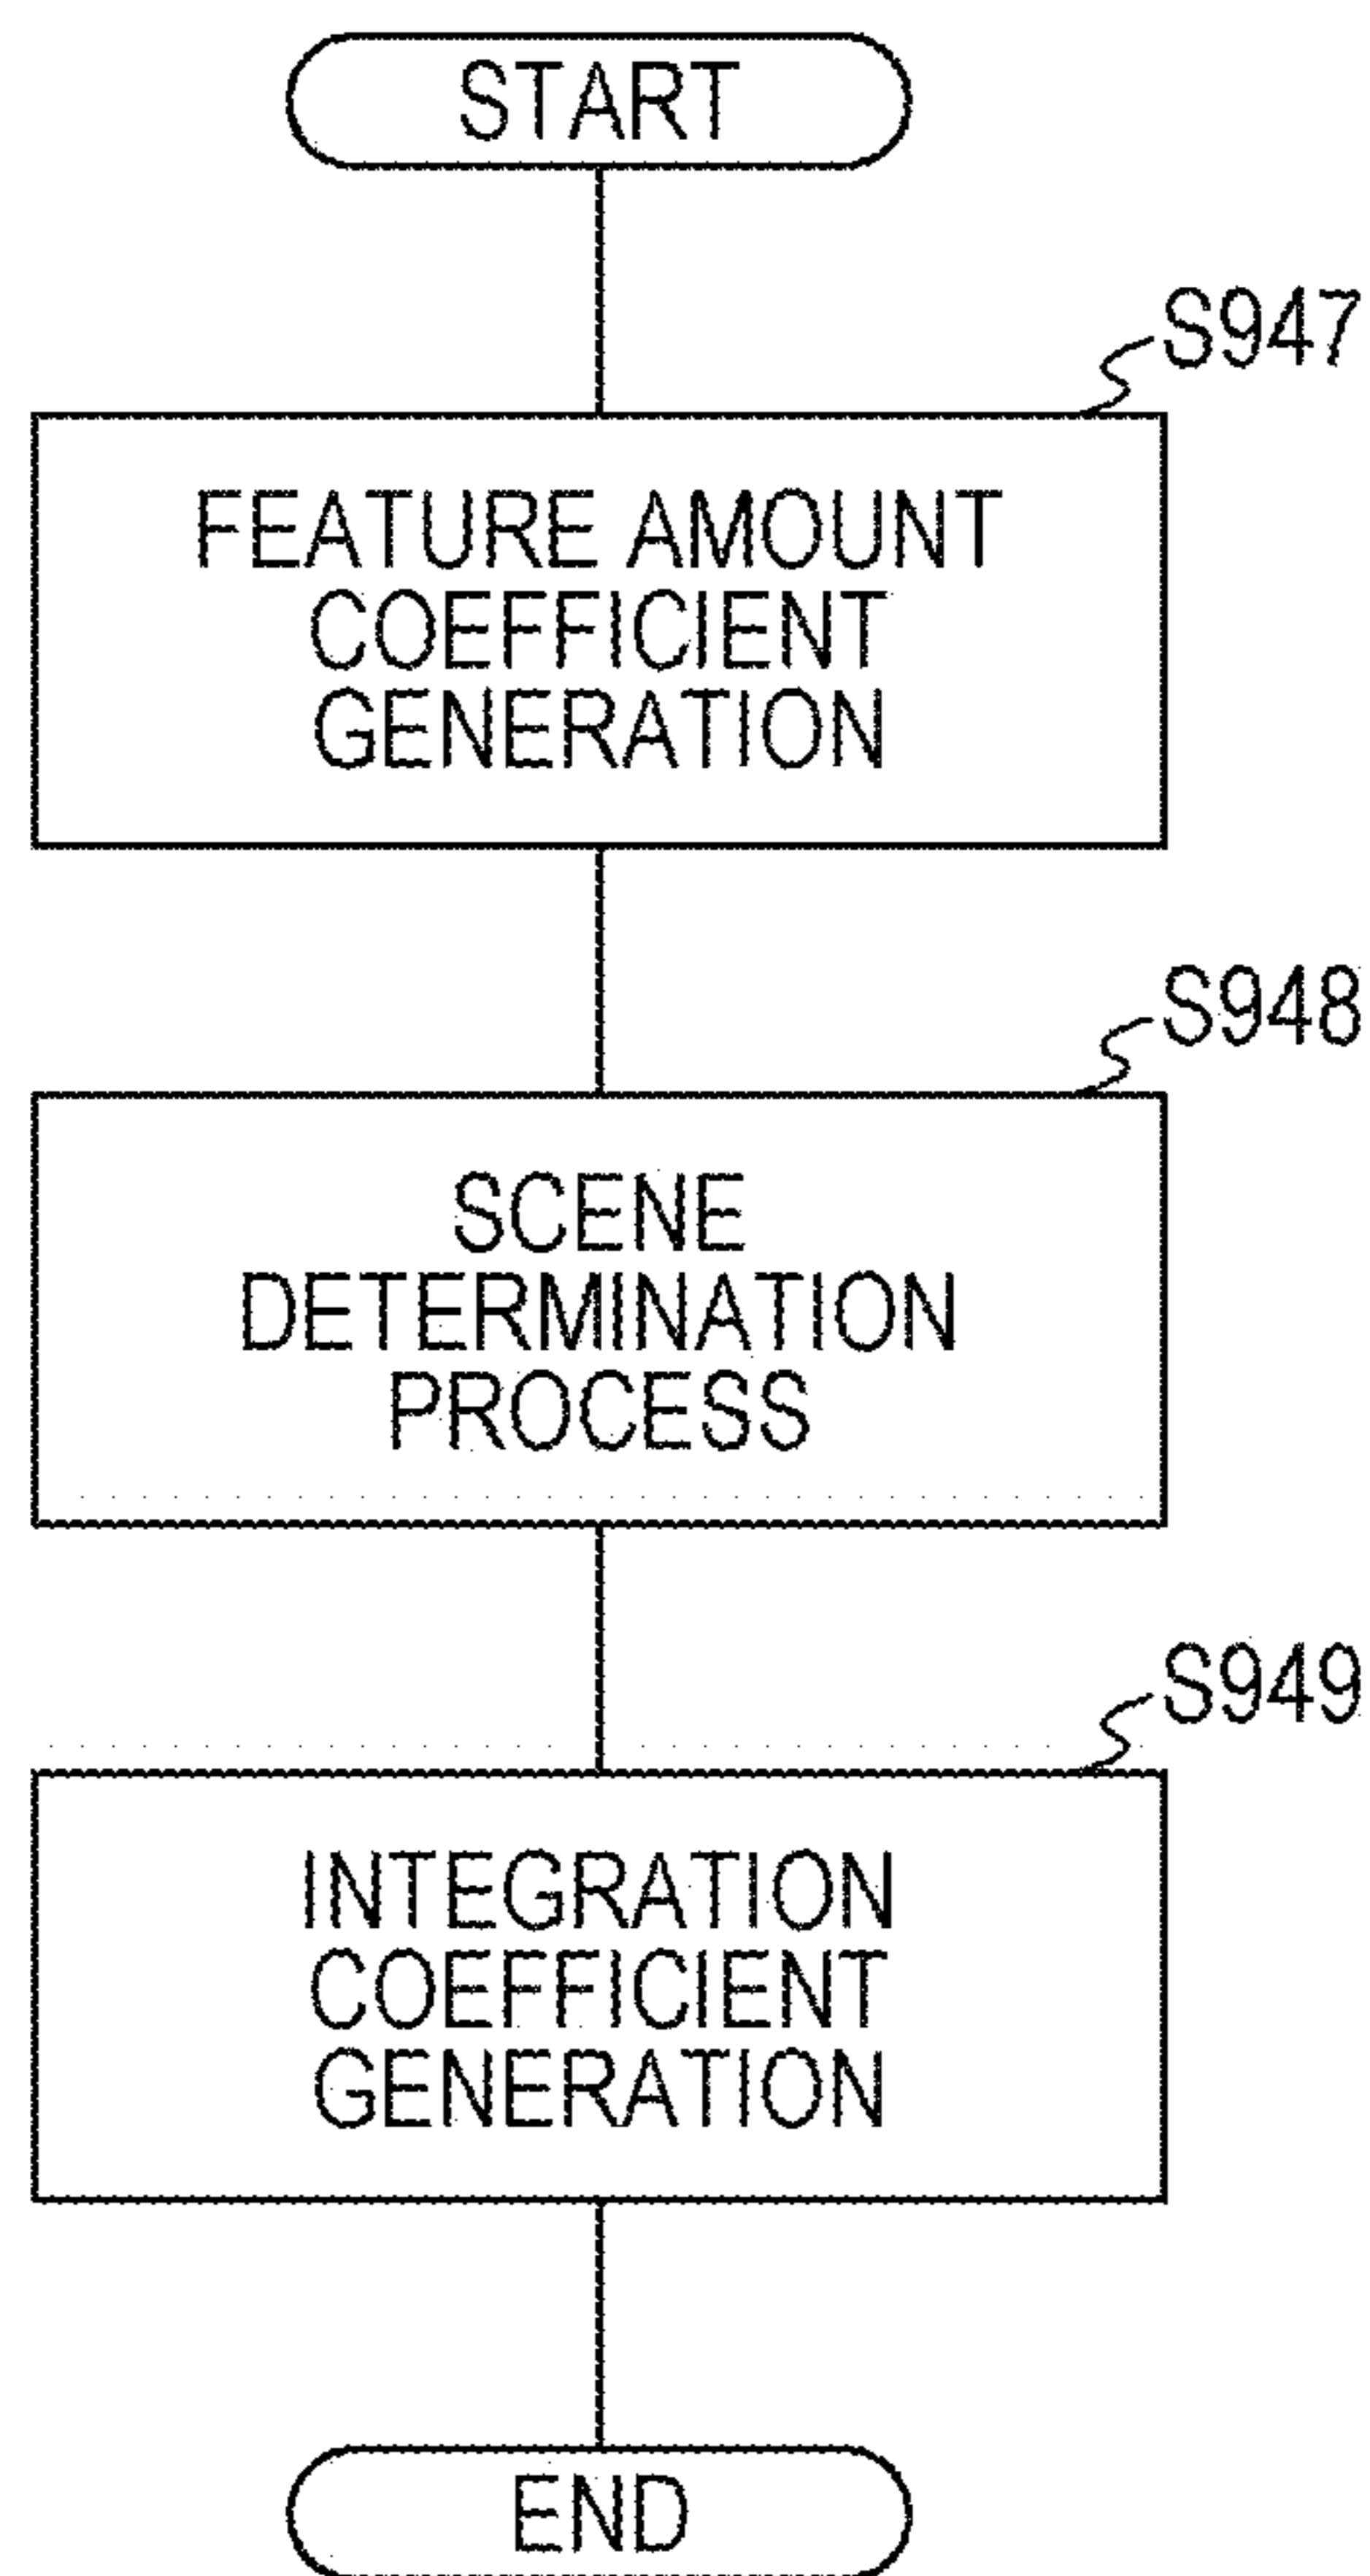 START
S947
FEATURE AMOUNT
COEFFICIENT
GENERATION
S948
SCENE
DETERMINATION
PROCESS
S949
INTEGRATION
COEFFICIENT
GENERATION
END